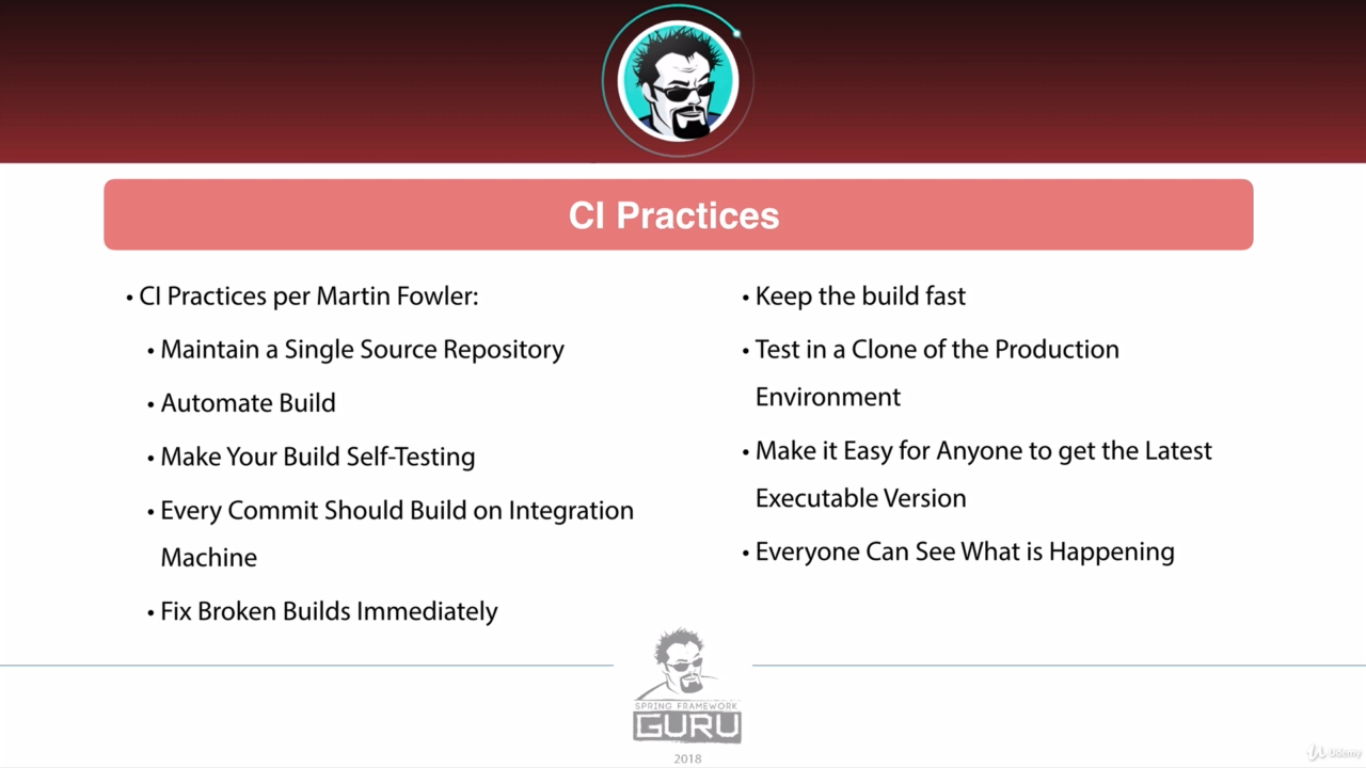 CI Practices
• CI Practices per Martin Fowler:
• Maintain a Single Source Repository
• Automate Build
• Make Your Build Self-Testing
• Every Commit Should Build on Integration
Machine
• Fix Broken Builds Immediately
• Keep the build fast
• Test in a Clone of the Production
Environment
• Make it Easy for Anyone to get the Latest
Executable Version
• Everyone Can See What is Happening
SPRING FRAMEWORK
GURU
2018
Udemy